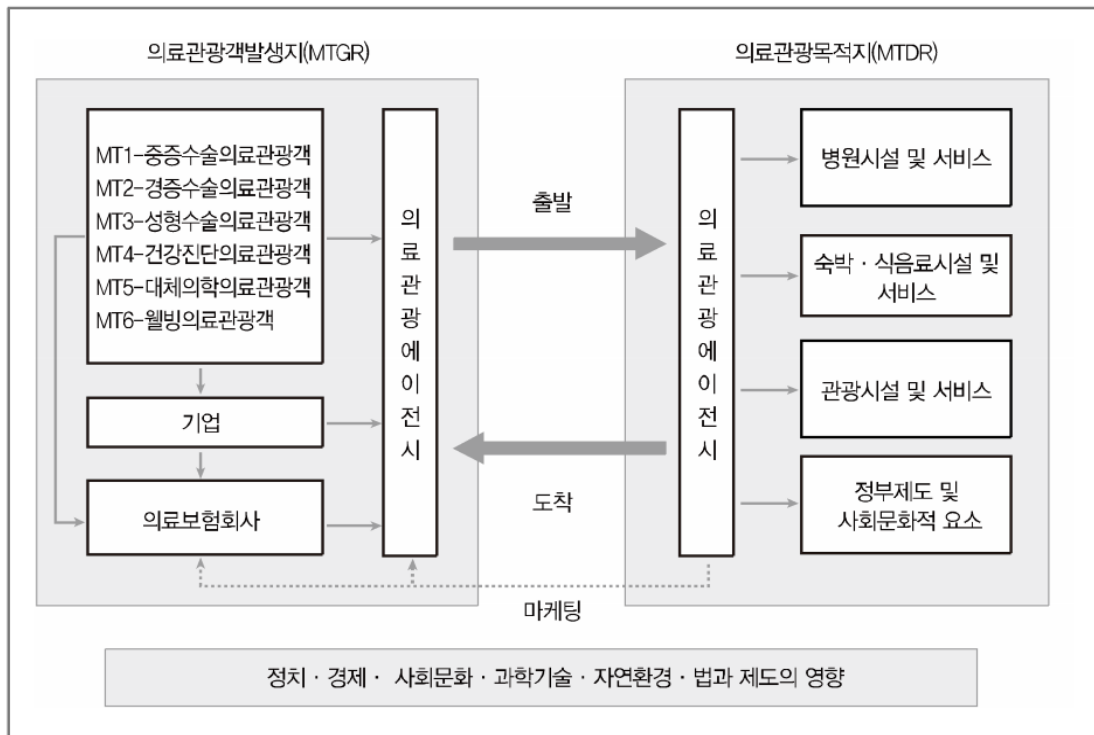 의료관광객발생지(MTGR)
MT1-중증수술의료관광객
MT2-경증수술의료관광객
MT3-성형수술의료관광객
MT4-건강진단의료관광객
MT5-대체의학의료관광객
MT6-웰빙의료관광객
기업
의료보험회사
의료관광에이전시
출발
도착
마케팅
의료관광목적지(MTDR)
의료관광에이전시
병원시설 및 서비스
숙박 · 식음료시설 및
서비스
관광시설 및 서비스
정부제도 및
사회문화적 요소
정치 · 경제 · 사회문화 · 과학기술 · 자연환경 · 법과 제도의 영향